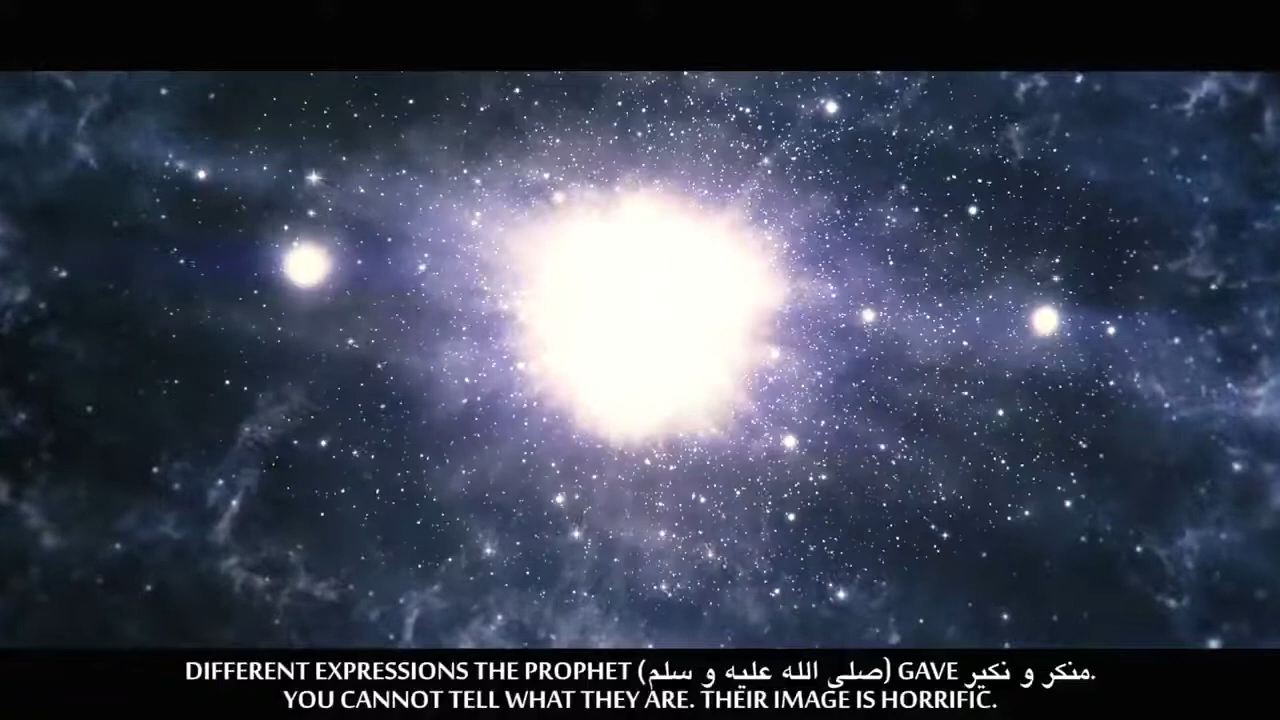 DIFFERENT EXPRESSIONS THE PROPHET (صلى الله عليه و سلم) GAVE منكر و نكير.
YOU CANNOT TELL WHAT THEY ARE. THEIR IMAGE IS HORRIFIC.